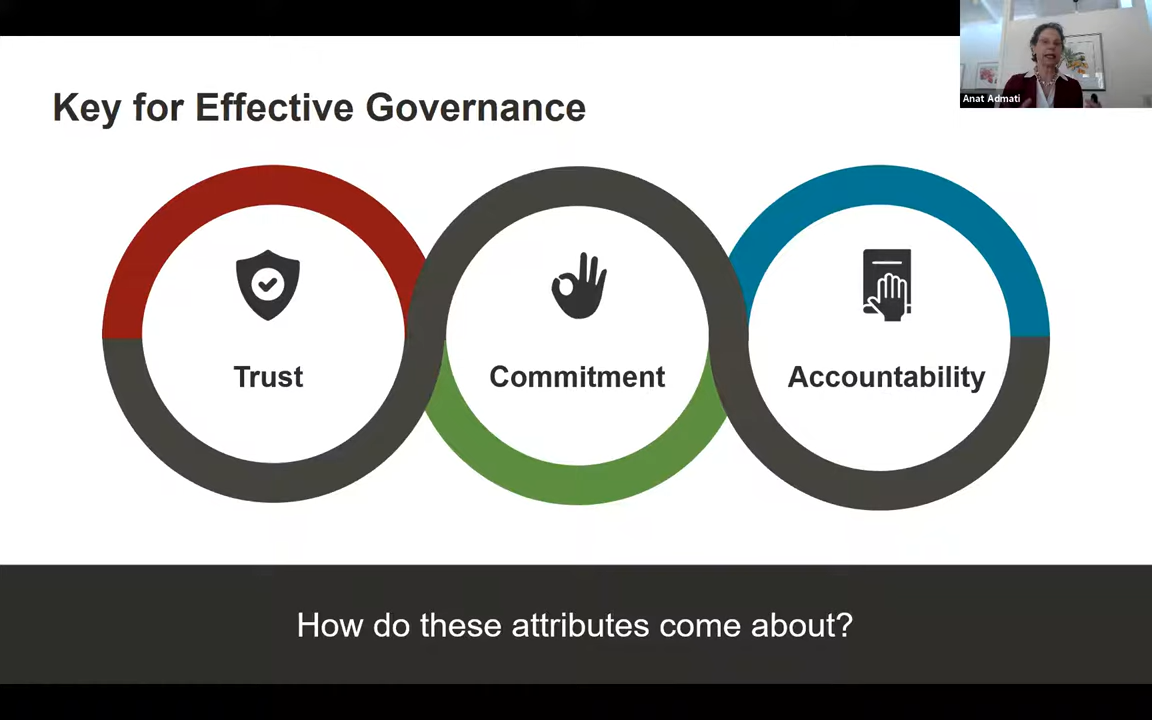 Key for Effective Governance
Anat Admati
Trust
Commitment
Accountability
How do these attributes come about?